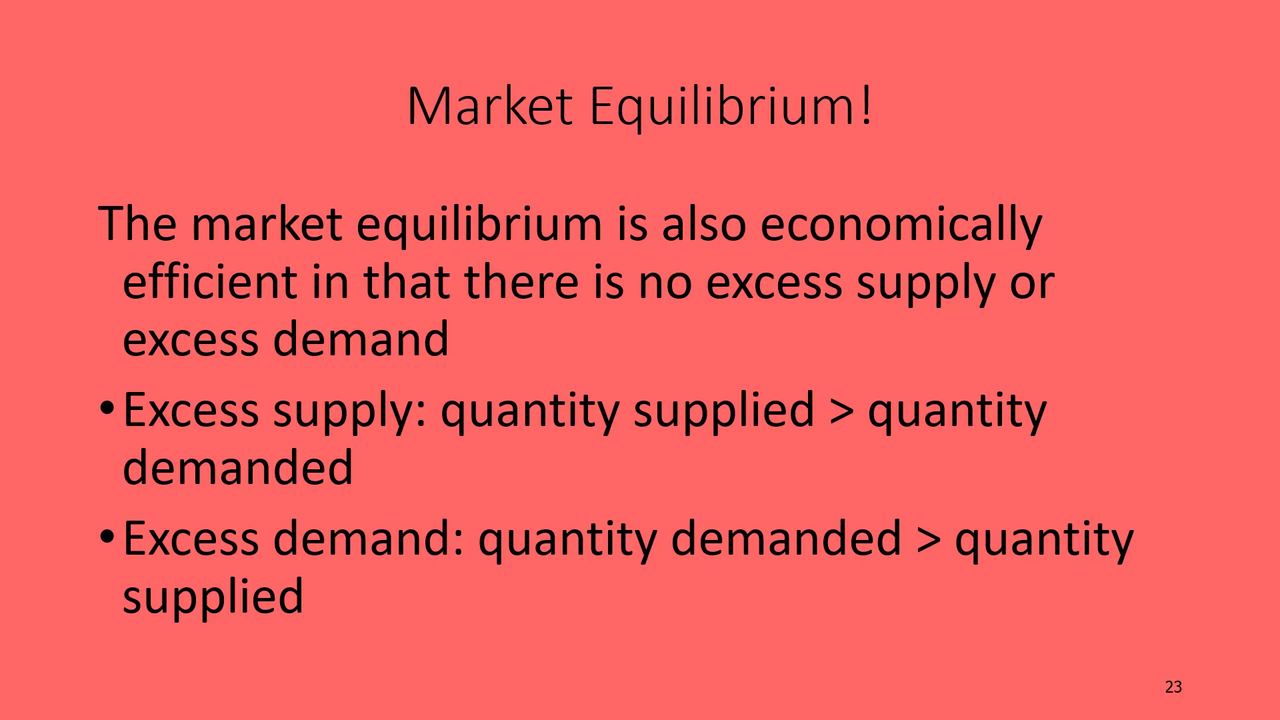 Market Equilibrium!
The market equilibrium is also economically
efficient in that there is no excess supply or
excess demand
•Excess supply: quantity supplied > quantity
demanded
•Excess demand: quantity demanded > quantity
supplied
23